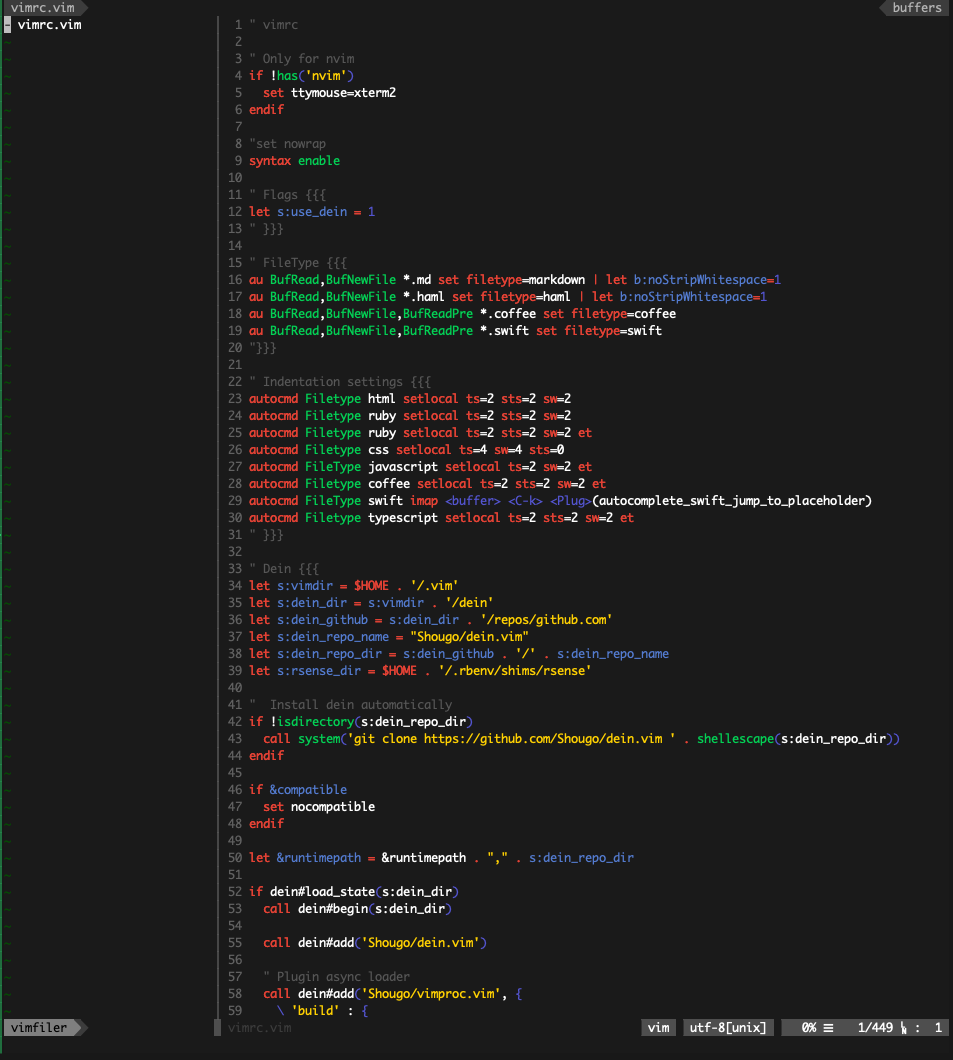 vimrc.vim buffers
- vimrc.vim
1 " vimrc
2
3 " Only for nvim
4 if !has('nvim')
5   set ttymouse=xterm2
6 endif
7
8 "set nowrap
9 syntax enable
10
11 " Flags {{{
12 let s:use_dein = 1
13 " }}}
14
15 " FileType {{{
16 au BufRead,BufNewFile *.md set filetype=markdown | let b:noStripWhitespace=1
17 au BufRead,BufNewFile *.haml set filetype=haml | let b:noStripWhitespace=1
18 au BufRead,BufNewFile,BufReadPre *.coffee set filetype=coffee
19 au BufRead,BufNewFile,BufReadPre *.swift set filetype=swift
20 "}}}
21
22 " Indentation settings {{{
23 autocmd Filetype html setlocal ts=2 sts=2 sw=2
24 autocmd Filetype ruby setlocal ts=2 sts=2 sw=2
25 autocmd Filetype ruby setlocal ts=2 sts=2 sw=2 et
26 autocmd Filetype css setlocal ts=4 sw=4 sts=0
27 autocmd FileType javascript setlocal ts=2 sw=2 et
28 autocmd Filetype coffee setlocal ts=2 sts=2 sw=2 et
29 autocmd FileType swift imap <buffer> <C-k> <Plug>(autocomplete_swift_jump_to_placeholder)
30 autocmd Filetype typescript setlocal ts=2 sts=2 sw=2 et
31 " }}}
32
33 " Dein {{{
34 let s:vimdir = $HOME . '/.vim'
35 let s:dein_dir = s:vimdir . '/dein'
36 let s:dein_github = s:dein_dir . '/repos/github.com'
37 let s:dein_repo_name = "Shougo/dein.vim"
38 let s:dein_repo_dir = s:dein_github . '/' . s:dein_repo_name
39 let s:rsense_dir = $HOME . '/.rbenv/shims/rsense'
40
41 "  Install dein automatically
42 if !isdirectory(s:dein_repo_dir)
43   call system('git clone https://github.com/Shougo/dein.vim ' . shellescape(s:dein_repo_dir))
44 endif
45
46 if &compatible
47   set nocompatible
48 endif
49
50 let &runtimepath = &runtimepath . "," . s:dein_repo_dir
51
52 if dein#load_state(s:dein_dir)
53   call dein#begin(s:dein_dir)
54
55   call dein#add('Shougo/dein.vim')
56
57   " Plugin async loader
58   call dein#add('Shougo/vimproc.vim', {
59     \ 'build' : {
vimfiler vimrc.vim vim utf-8[unix] 0% ☰ 1/449 ㏑ : 1